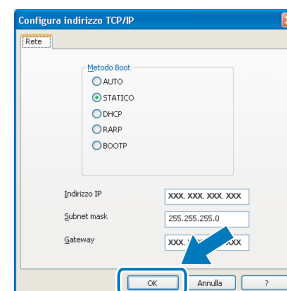 Configura indirizzo TCP/IP
Rete
Metodo Boot
AUTO
STATICO
DHCP
RARP
BOOTP
Indirizzo IP XXX. XXX. XXX. XXX
Subnet mask 255.255.255.0
Gateway XXX.
OK Annulla ?